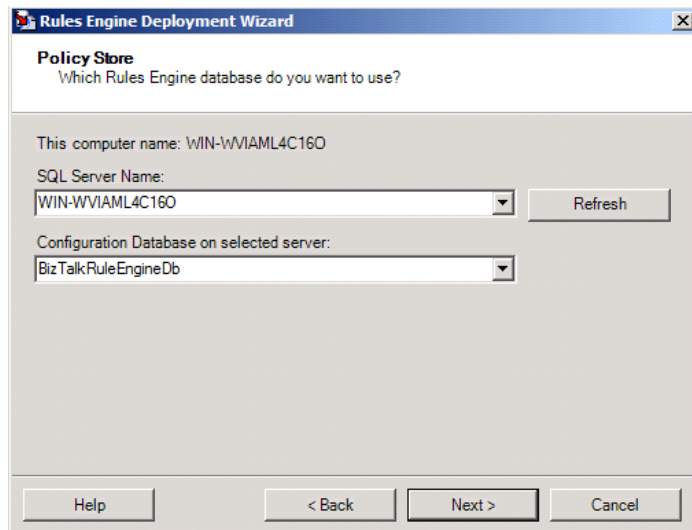 Rules Engine Deployment Wizard
Policy Store
Which Rules Engine database do you want to use?
This computer name: WIN-WVIAML4C16O
SQL Server Name:
WIN-WVIAML4C16O
Refresh
Configuration Database on selected server:
BizTalkRuleEngineDb
Help
< Back
Next >
Cancel